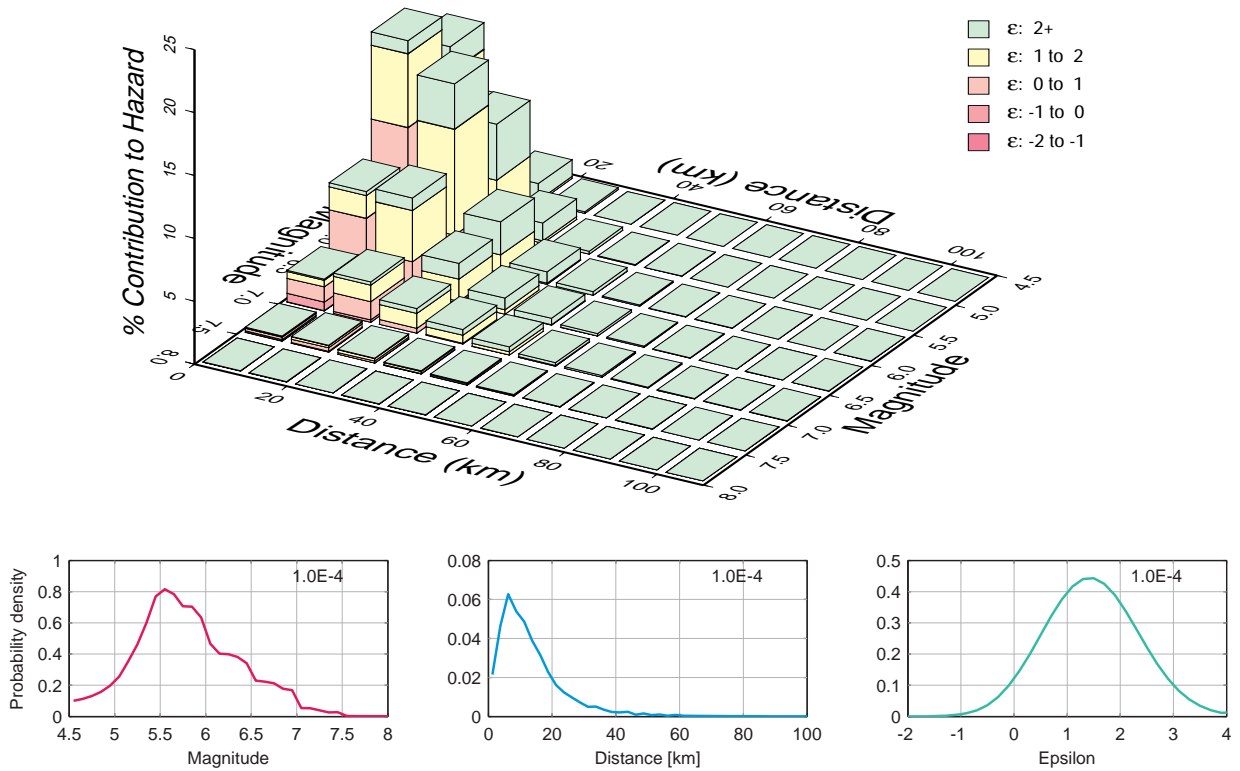 % Contribution to Hazard
25
20
15
10
5
ε: 2+
ε: 1 to 2
ε: 0 to 1
ε: -1 to 0
ε: -2 to -1
20
40
60
80
100
Distance (km)
Magnitude
7.0
7.5
8.0
0
20
40
60
80
100
Distance (km)
4.5
5.0
5.5
6.0
6.5
7.0
7.5
8.0
Magnitude
Probability density
1
0.8
0.6
0.4
0.2
0
1.0E-4
4.5 5 5.5 6 6.5 7 7.5 8
Magnitude
0.08
0.06
0.04
0.02
0
1.0E-4
0 20 40 60 80 100
Distance [km]
0.5
0.4
0.3
0.2
0.1
0
1.0E-4
-2 -1 0 1 2 3 4
Epsilon